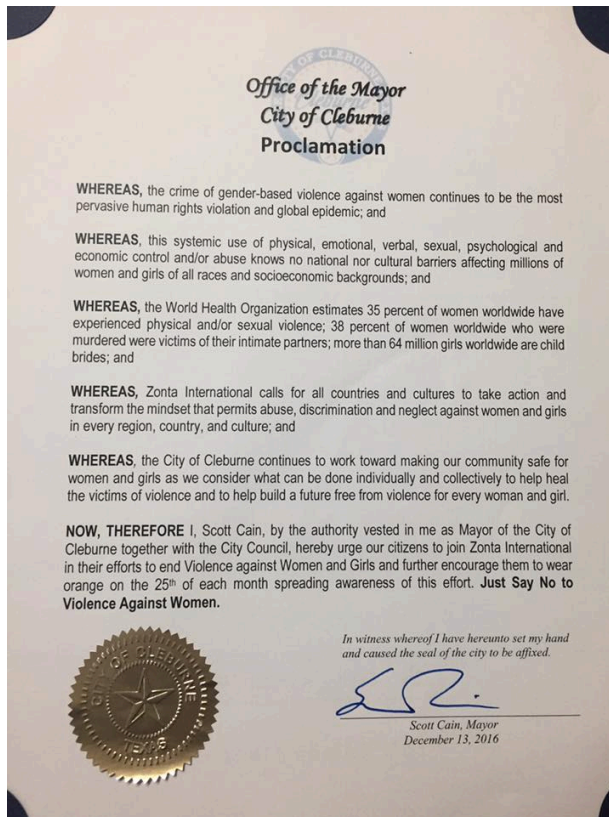 CITY OF CLEBURNE
Cleburne
Office of the Mayor
City of Cleburne
Proclamation
WHEREAS, the crime of gender-based violence against women continues to be the most
pervasive human rights violation and global epidemic; and
WHEREAS, this systemic use of physical, emotional, verbal, sexual, psychological and
economic control and/or abuse knows no national nor cultural barriers affecting millions of
women and girls of all races and socioeconomic backgrounds; and
WHEREAS, the World Health Organization estimates 35 percent of women worldwide have
experienced physical and/or sexual violence; 38 percent of women worldwide who were
murdered were victims of their intimate partners; more than 64 million girls worldwide are child
brides; and
WHEREAS, Zonta International calls for all countries and cultures to take action and
transform the mindset that permits abuse, discrimination and neglect against women and girls
in every region, country, and culture; and
WHEREAS, the City of Cleburne continues to work toward making our community safe for
women and girls as we consider what can be done individually and collectively to help heal
the victims of violence and to help build a future free from violence for every woman and girl.
NOW, THEREFORE I, Scott Cain, by the authority vested in me as Mayor of the City of
Cleburne together with the City Council, hereby urge our citizens to join Zonta International
in their efforts to end Violence against Women and Girls and further encourage them to wear
orange on the 25th of each month spreading awareness of this effort. Just Say No to
Violence Against Women.
In witness whereof I have hereunto set my hand
and caused the seal of the city to be affixed.
Scott Cain, Mayor
December 13, 2016
CITY OF CLEBURNE
TEXAS